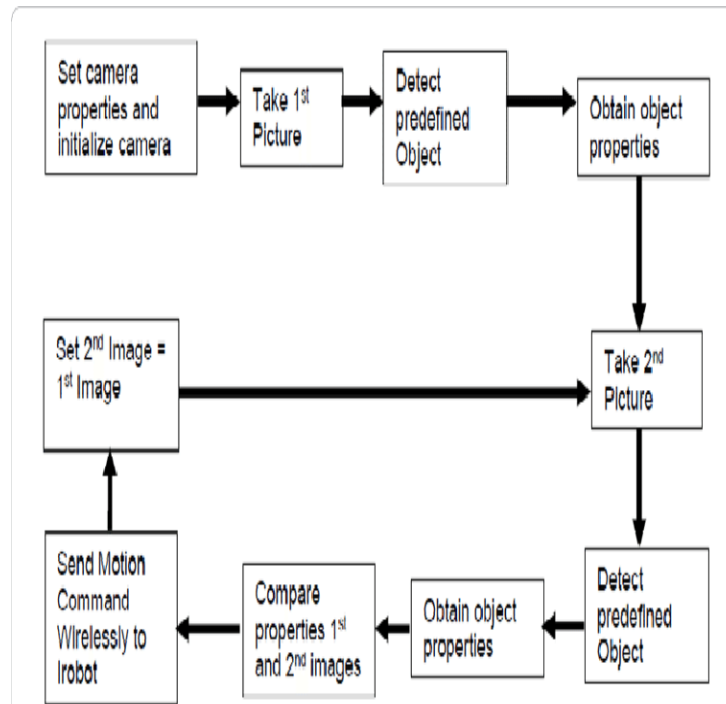 Set camera
properties and
initialize camera
Take 1st
Picture
Detect
predefined
Object
Obtain object
properties
Take 2nd
Picture
Detect
predefined
Object
Obtain object
properties
Compare
properties 1st
and 2nd images
Send Motion
Command
Wirelessly to
Irobot
Set 2nd Image =
1st Image